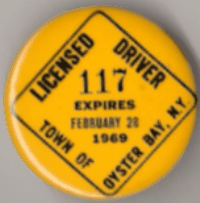 LICENSED DRIVER
117
EXPIRES
FEBRUARY 28
1969
TOWN OF OYSTER BAY, N.Y.